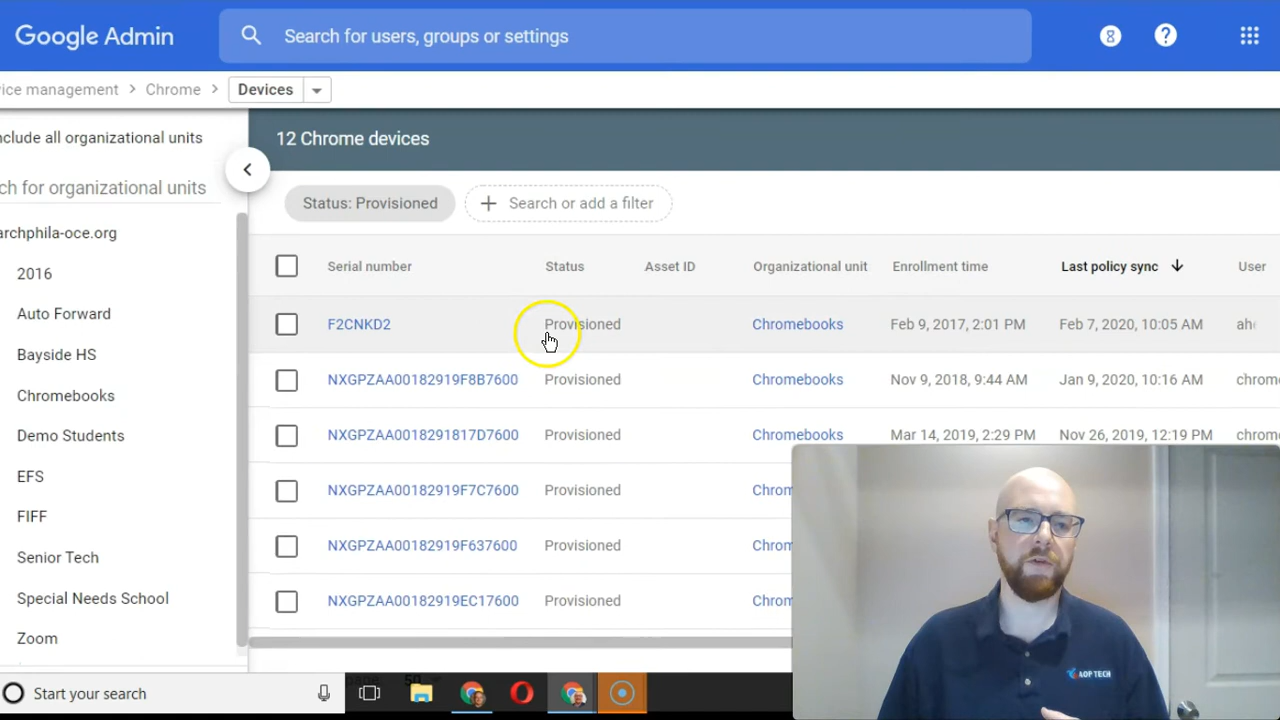 Google Admin
Search for users, groups or settings
8
?
ice management > Chrome > Devices
nclude all organizational units
12 Chrome devices
ch for organizational units
Status: Provisioned
Search or add a filter
archphila-oce.org
2016
Auto Forward
Bayside HS
Chromebooks
Demo Students
EFS
FIFF
Senior Tech
Special Needs School
Zoom
Serial number Status Asset ID Organizational unit Enrollment time Last policy sync User
F2CNKD2 Provisioned Chromebooks Feb 9, 2017, 2:01 PM Feb 7, 2020, 10:05 AM ahe
NXGPZAA00182919F8B7600 Provisioned Chromebooks Nov 9, 2018, 9:44 AM Jan 9, 2020, 10:16 AM chrome
NXGPZAA0018291817D7600 Provisioned Chromebooks Mar 14, 2019, 2:29 PM Nov 26, 2019, 12:19 PM chrome
NXGPZAA00182919F7C7600 Provisioned Chrom
NXGPZAA00182919F637600 Provisioned Chrom
NXGPZAA00182919EC17600 Provisioned Chrom
AOP TECH
Start your search